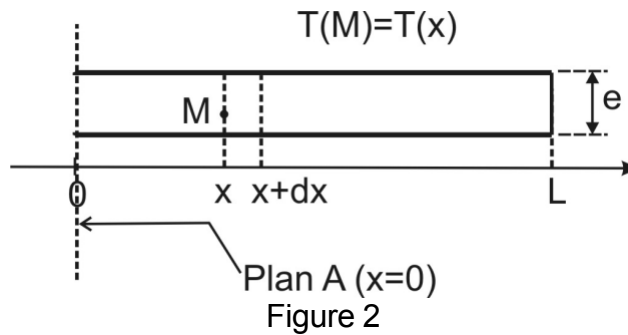 T(M)=T(x)
M
e
0 x x+dx L
Plan A (x=0)
Figure 2